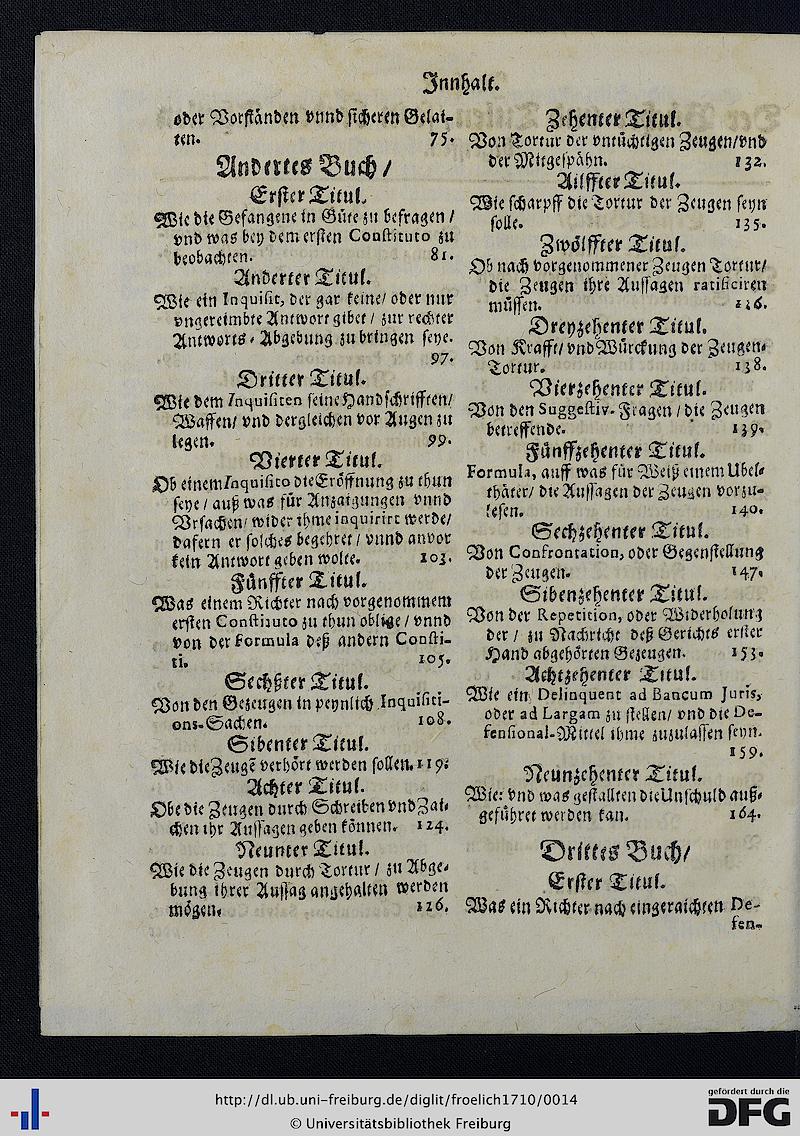 Innhalt.
oder Vorständen vnnd sicheren Gelai-
ten. 75.
Andertes Buch /
Erster Titul.
Wie die Gefangene in Güte zu befragen /
vnd was bey dem ersten Constituto zu
beobachten. 81.
Anderter Titul.
Wie ein Inquisit, der gar keine / oder nur
vngereimbte Antwort gibet / zur rechter
Antworts-Abgebung zu bringen seye.
97.
Dritter Titul.
Wie dem Inquisiten seine Handschrifften /
Waffen / vnd dergleichen vor Augen zu
legen. 99.
Vierter Titul.
Ob einem Inquisito die Eröffnung zu thun
seye / auß was für Anzaigungen vnnd
Vrsachen / wider ihme inquirirt werde /
dafern er solches begehret / vnnd anvor
kein Antwort geben wolte. 103.
Fünffter Titul.
Was einem Richter nach vorgenommem
ersten Constituto zu thun oblige / vnnd
von der Formula deß andern Consti-
ti. 105.
Sechßter Titul.
Von den Gezeugen in peynlich Inquisiti-
ons-Sachen. 108.
Sibenter Titul.
Wie die Zeugē verhört werden sollen. 119.
Achter Titul.
Obe die Zeugen durch Schreiben vnd Zai-
chen ihr Aussagen geben können. 124.
Neunter Titul.
Wie die Zeugen durch Tortur / zu Abge-
bung ihrer Aussag angehalten werden
mögen. 126.
Zehenter Titul.
Von Tortur der vntüchtigen Zeugen / vnd
der Mitgespähn. 132.
Ailffter Titul.
Wie scharpff die Tortur der Zeugen seyn
solle. 135.
Zwölffter Titul.
Ob nach vorgenommener Zeugen Tortur /
die Zeugen ihre Aussagen ratificiren
müssen. 136.
Dreyzehenter Titul.
Von Krafft / vnd Würckung der Zeugen-
Tortur. 138.
Vierzehenter Titul.
Von den Suggestiv-Fragen / die Zeugen
betreffende. 139.
Fünffzehenter Titul.
Formula, auff was für Weiß einem Ubel-
thäter / die Aussagen der Zeugen vorzu-
lesen. 140.
Sechzehenter Titul.
Von Confrontation, oder Gegenstellung
der Zeugen. 147.
Sibenzehenter Titul.
Von der Repetition, oder Widerholung
der / zu Nachricht deß Gerichts erster
Hand abgehörten Gezeugen. 153.
Achtzehenter Titul.
Wie ein Delinquent ad Bancum Juris,
oder ad Largam zu stellen / vnd die De-
fensional-Mittel ihme zuzulassen seyn.
159.
Neunzehenter Titul.
Wie: vnd was gestallten die Unschuld auß-
geführet werden kan. 164.
Drittes Buch /
Erster Titul.
Was ein Richter nach eingeraichten De-
fen-
http://dl.ub.uni-freiburg.de/diglit/froelich1710/0014
© Universitätsbibliothek Freiburg
gefördert durch die
DFG